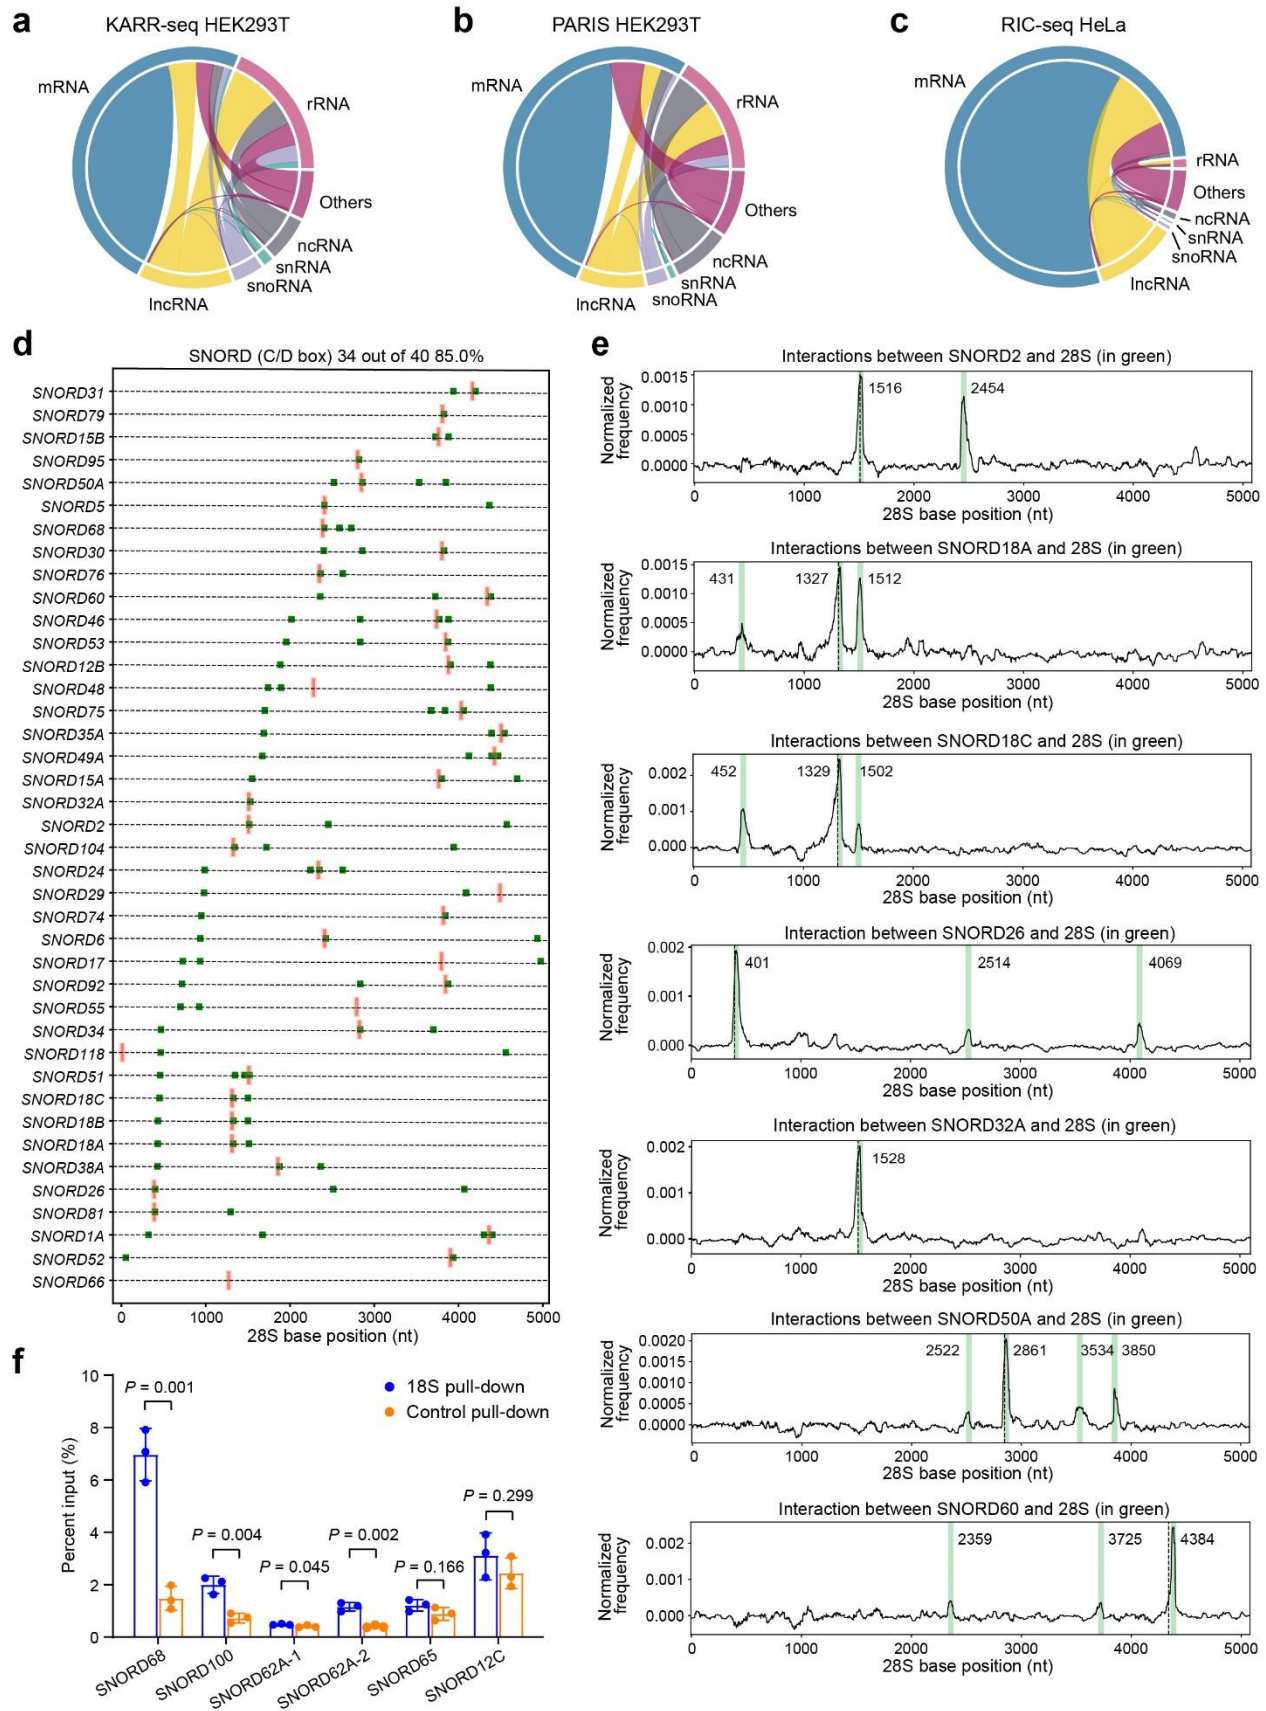 a KARR-seq HEK293T
mRNA
rRNA
Others
ncRNA
snRNA
snoRNA
lncRNA
b PARIS HEK293T
mRNA
rRNA
Others
ncRNA
snRNA
snoRNA
lncRNA
c RIC-seq HeLa
mRNA
rRNA
Others
ncRNA
snRNA
snoRNA
lncRNA
d SNORD (C/D box) 34 out of 40 85.0%
SNORD31
SNORD79
SNORD15B
SNORD95
SNORD50A
SNORD5
SNORD68
SNORD30
SNORD76
SNORD60
SNORD46
SNORD53
SNORD12B
SNORD48
SNORD75
SNORD35A
SNORD49A
SNORD15A
SNORD32A
SNORD2
SNORD104
SNORD24
SNORD29
SNORD74
SNORD6
SNORD17
SNORD92
SNORD55
SNORD34
SNORD118
SNORD51
SNORD18C
SNORD18B
SNORD18A
SNORD38A
SNORD26
SNORD81
SNORD1A
SNORD52
SNORD66
0 1000 2000 3000 4000 5000
28S base position (nt)
e Interactions between SNORD2 and 28S (in green)
Normalized
frequency
0.0015
0.0010
0.0005
0.0000
1516 2454
0 1000 2000 3000 4000 5000
28S base position (nt)
Interactions between SNORD18A and 28S (in green)
Normalized
frequency
0.0015
0.0010
0.0005
0.0000
431 1327 1512
0 1000 2000 3000 4000 5000
28S base position (nt)
Interactions between SNORD18C and 28S (in green)
Normalized
frequency
0.002
0.001
0.000
452 1329 1502
0 1000 2000 3000 4000 5000
28S base position (nt)
Interaction between SNORD26 and 28S (in green)
Normalized
frequency
0.002
0.001
0.000
401 2514 4069
0 1000 2000 3000 4000 5000
28S base position (nt)
Interaction between SNORD32A and 28S (in green)
Normalized
frequency
0.002
0.001
0.000
1528
0 1000 2000 3000 4000 5000
28S base position (nt)
Interactions between SNORD50A and 28S (in green)
Normalized
frequency
0.0020
0.0015
0.0010
0.0005
0.0000
2522 2861 3534 3850
0 1000 2000 3000 4000 5000
28S base position (nt)
Interaction between SNORD60 and 28S (in green)
Normalized
frequency
0.002
0.001
0.000
2359 3725 4384
0 1000 2000 3000 4000 5000
28S base position (nt)
f
Percent input (%)
10
8
6
4
2
0
18S pull-down
Control pull-down
P = 0.001
P = 0.004
P = 0.045
P = 0.002
P = 0.166
P = 0.299
SNORD68
SNORD100
SNORD62A-1
SNORD62A-2
SNORD65
SNORD12C